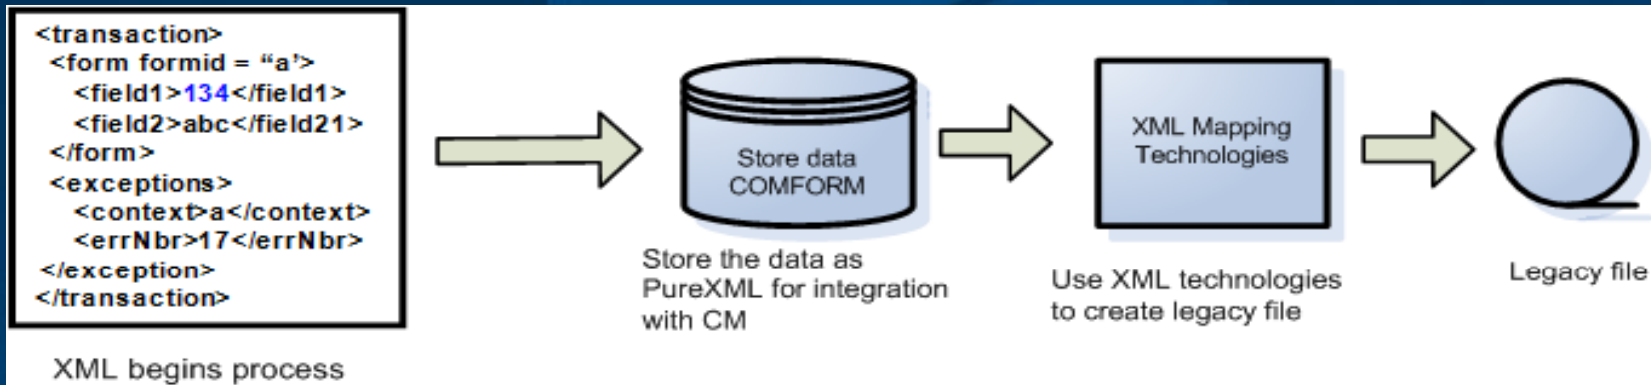 <transaction>
<form formid = “a’>
<field1>134</field1>
<field2>abc</field21>
</form>
<exceptions>
<context>a</context>
<errNbr>17</errNbr>
</exception>
</transaction>
XML begins process
Store data
COMFORM
Store the data as
PureXML for integration
with CM
XML Mapping
Technologies
Use XML technologies
to create legacy file
Legacy file